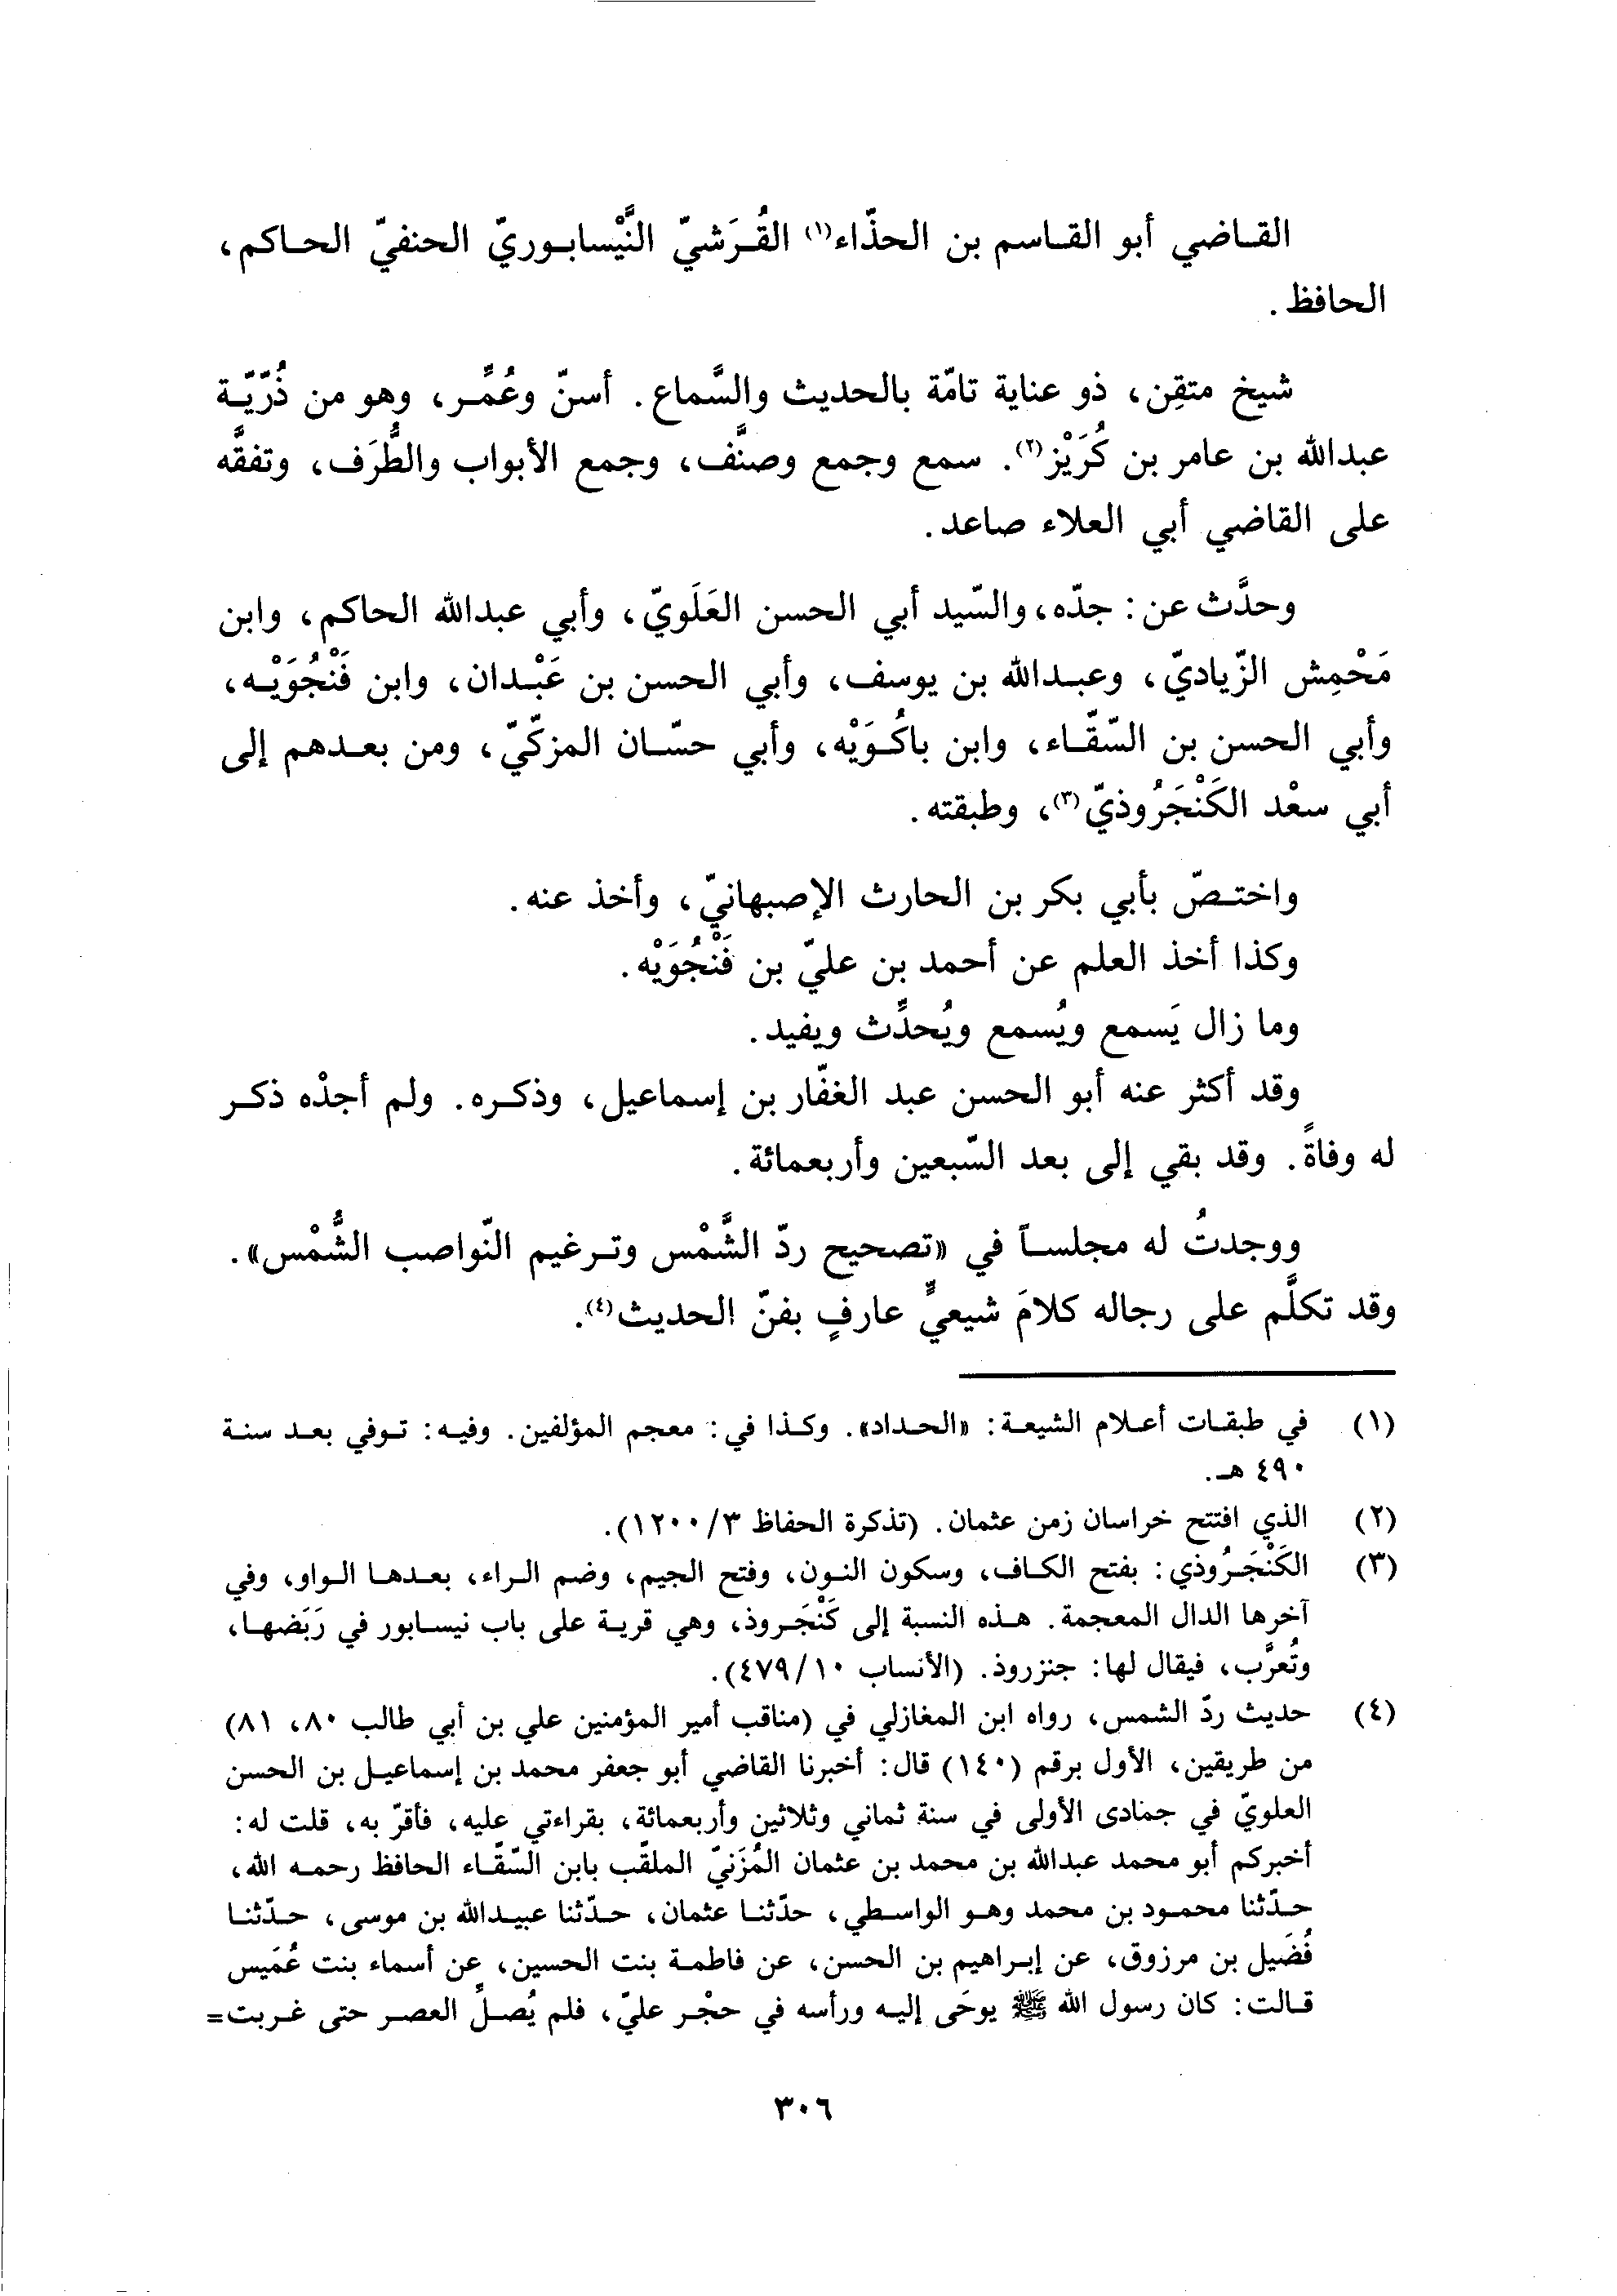 القاضي أبو القاسم بن الحذّاء(١) القُرَشيّ النَّيْسابوريّ الحنفيّ الحاكم،
الحافظ.
شيخ متقِن، ذو عناية تامّة بالحديث والسَّماع. أسنّ وعُمِّر، وهو من ذُرّيّة
عبدالله بن عامر بن كُرَيْز(٢). سمع وجمع وصنَّف، وجمع الأبواب والطُّرَف، وتفقَّه
على القاضي أبي العلاء صاعد.
وحدَّث عن: جدّه، والسّيد أبي الحسن العَلَويّ، وأبي عبدالله الحاكم، وابن
مَحْمِش الزّياديّ، وعبدالله بن يوسف، وأبي الحسن بن عَبْدان، وابن فَنْجُوَيْه،
وأبي الحسن بن السّقّاء، وابن باكُوَيْه، وأبي حسّان المزكّيّ، ومن بعدهم إلى
أبي سعْد الكَنْجَرُوذيّ(٣)، وطبقته.
واختصّ بأبي بكر بن الحارث الإصبهانيّ، وأخذ عنه.
وكذا أخذ العلم عن أحمد بن عليّ بن فَنْجُوَيْه.
وما زال يَسمع ويُسمع ويُحدِّث ويفيد.
وقد أكثر عنه أبو الحسن عبد الغفّار بن إسماعيل، وذكره. ولم أجدْه ذكر
له وفاةً. وقد بقي إلى بعد السّبعين وأربعمائة.
ووجدتُ له مجلساً في «تصحيح ردّ الشَّمْس وترغيم النّواصب الشُّمْس».
وقد تكلَّم على رجاله كلامَ شيعيٍّ عارفٍ بفنّ الحديث(٤).
(١) في طبقات أعلام الشيعة: «الحداد». وكذا في: معجم المؤلفين. وفيه: توفي بعد سنة
٤٩٠ هـ.
(٢) الذي افتتح خراسان زمن عثمان. (تذكرة الحفاظ ٣/١٢٠٠).
(٣) الكَنْجَرُوذي: بفتح الكاف، وسكون النون، وفتح الجيم، وضم الراء، بعدها الواو، وفي
آخرها الدال المعجمة. هذه النسبة إلى كَنْجَروذ، وهي قرية على باب نيسابور في رَبَضها،
وتُعرَّب، فيقال لها: جنزروذ. (الأنساب ١٠/٤٧٩).
(٤) حديث ردّ الشمس، رواه ابن المغازلي في (مناقب أمير المؤمنين علي بن أبي طالب ٨٠، ٨١)
من طريقين، الأول برقم (١٤٠) قال: أخبرنا القاضي أبو جعفر محمد بن إسماعيل بن الحسن
العلويّ في جمادى الأولى في سنة ثماني وثلاثين وأربعمائة، بقراءتي عليه، فأقرّ به، قلت له:
أخبركم أبو محمد عبدالله بن محمد بن عثمان المُزَنيّ الملقّب بابن السّقّاء الحافظ رحمه الله،
حدّثنا محمود بن محمد وهو الواسطي، حدّثنا عثمان، حدّثنا عبيدالله بن موسى، حدّثنا
فُضَيل بن مرزوق، عن إبراهيم بن الحسن، عن فاطمة بنت الحسين، عن أسماء بنت عُمَيس
قالت: كان رسول الله ﷺ يوحَى إليه ورأسه في حجْر عليّ، فلم يُصلِّ العصر حتى غربت=
٣٠٦